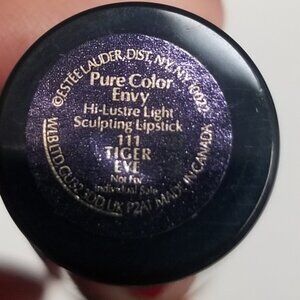 ©ESTEE LAUDER, DIST. NY, NY 10022
Pure Color
Envy
Hi-Lustre Light
Sculpting Lipstick
111
TIGER
EYE
Not For
Individual Sale
MADE IN CANADA